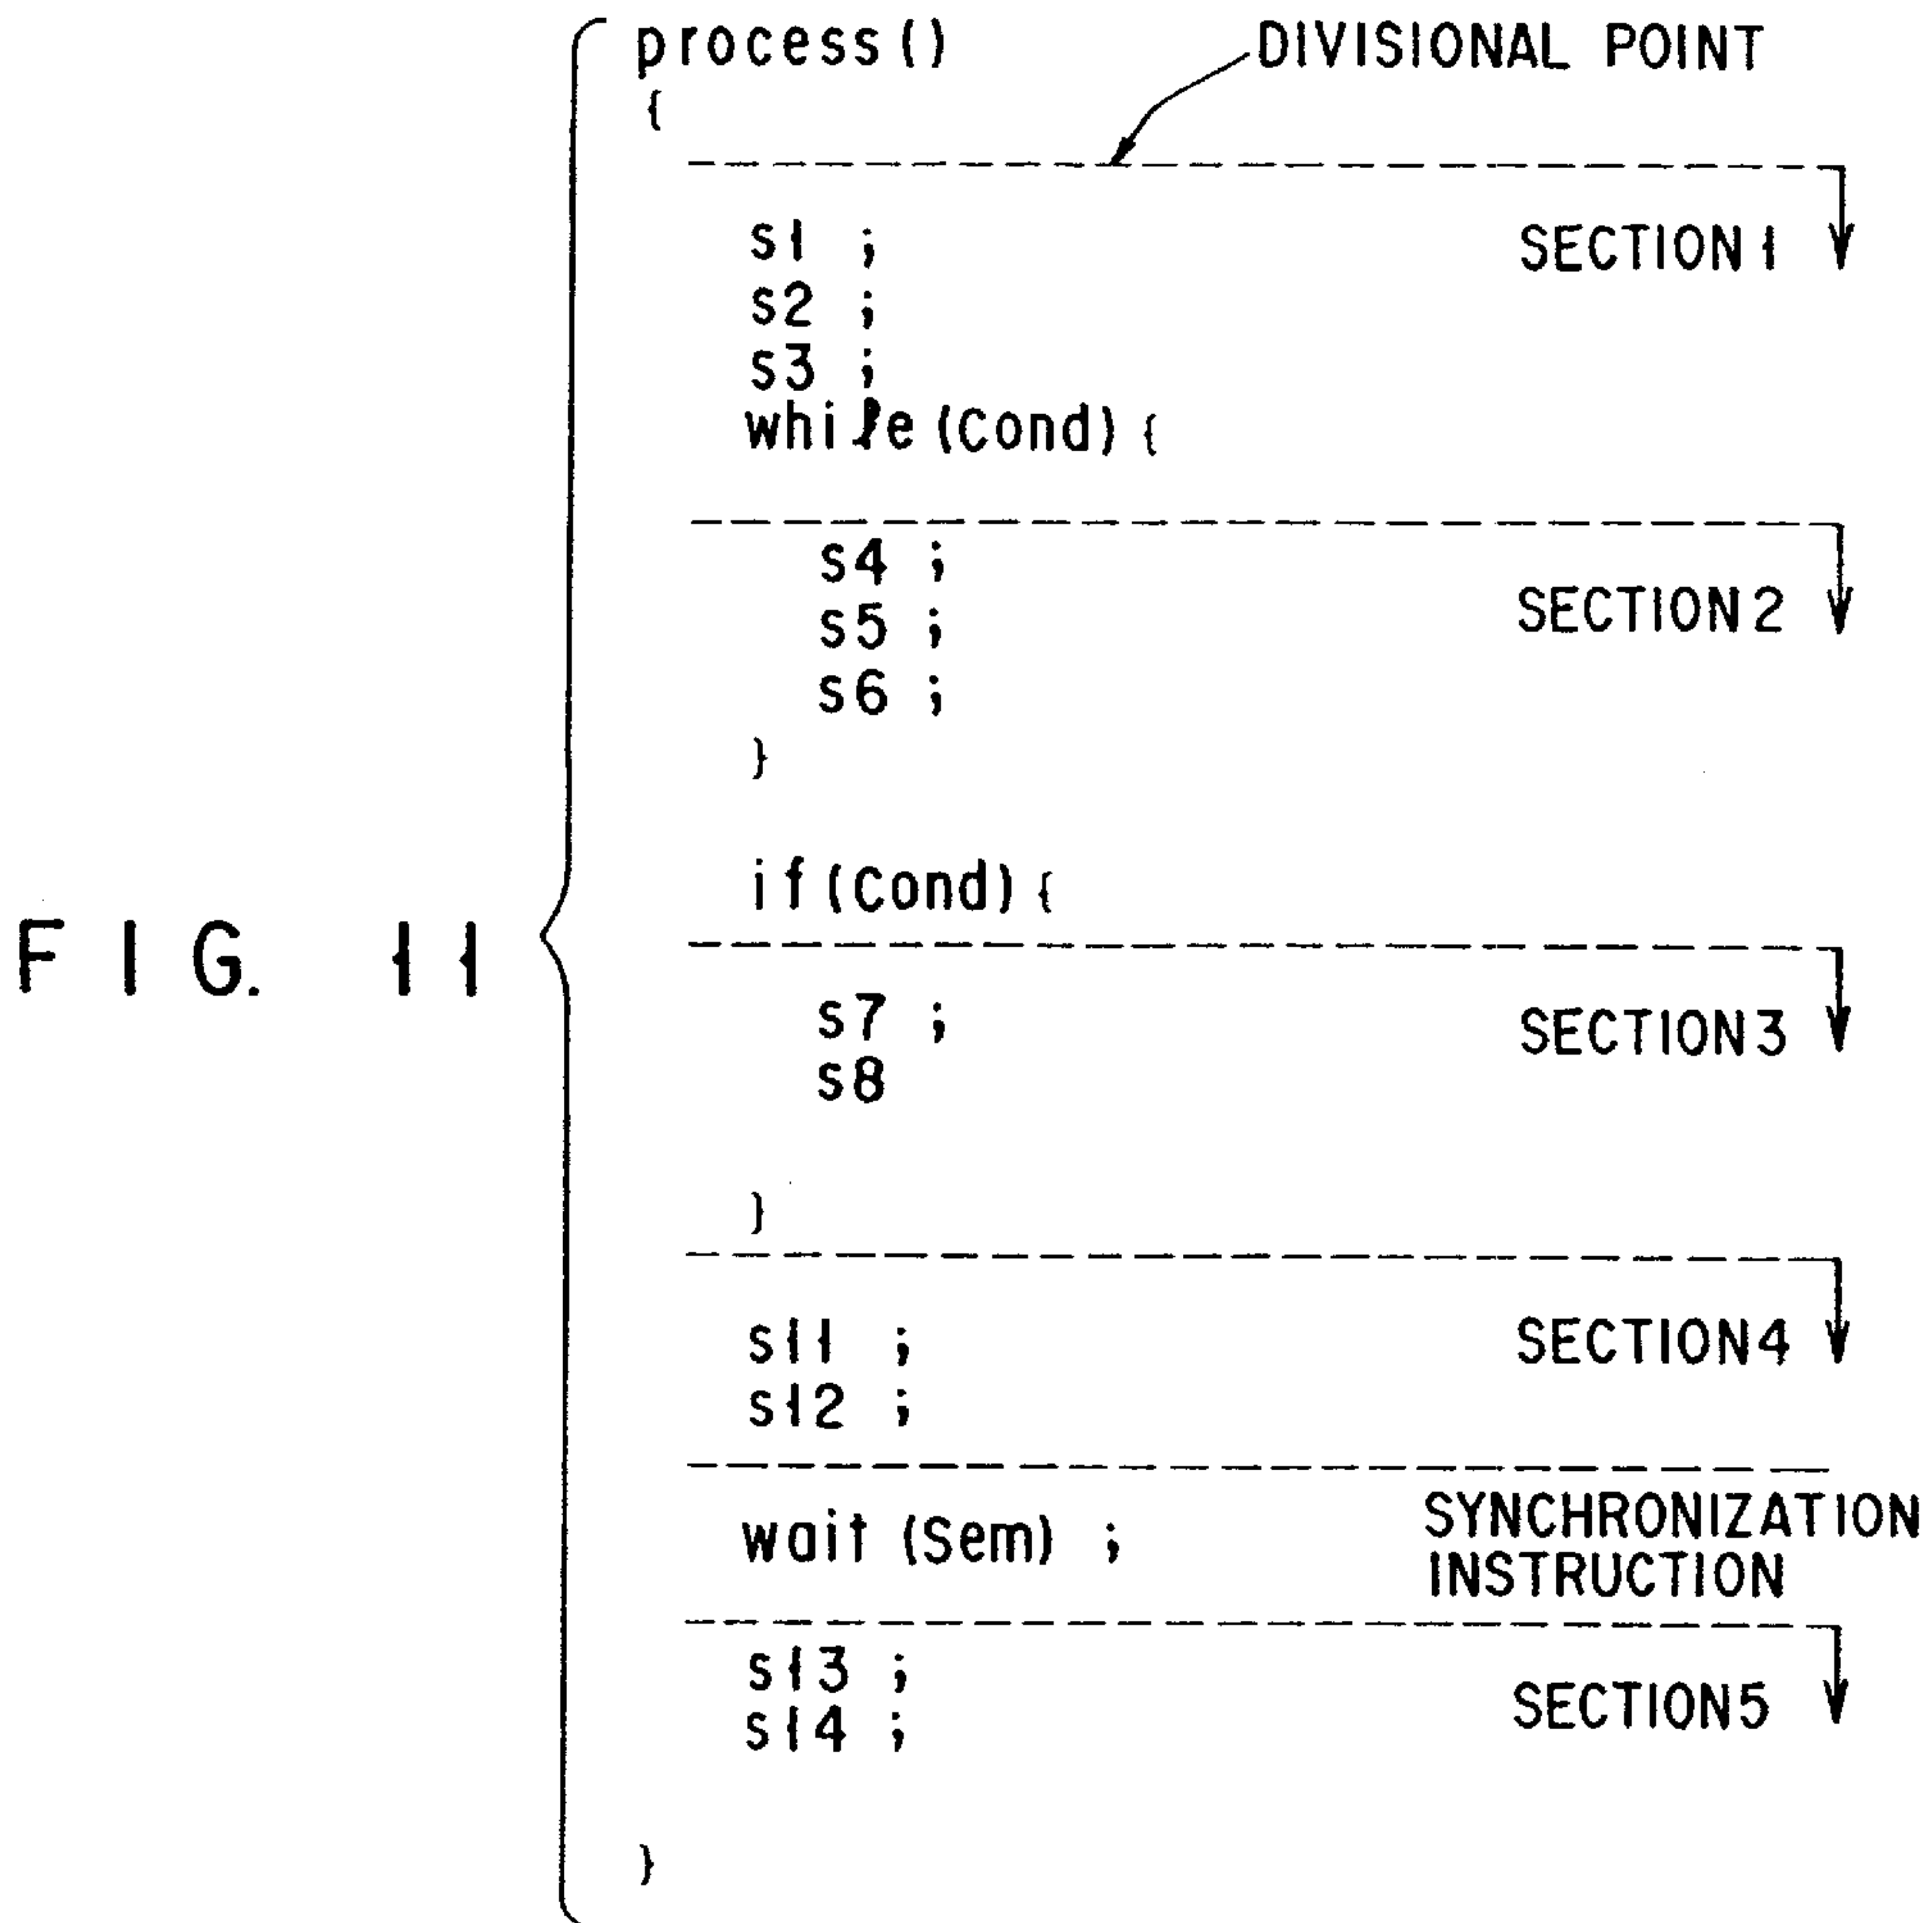 process() DIVISIONAL POINT
{
s1 ; SECTION1
s2 ;
s3 ;
while (Cond) {
s4 ;
s5 ; SECTION2
s6 ;
}
if (Cond) {
FIG. 11
s7 ; SECTION3
s8
}
s11 ; SECTION4
s12 ;
wait (Sem) ; SYNCHRONIZATION
INSTRUCTION
s13 ;
s14 ; SECTION5
}